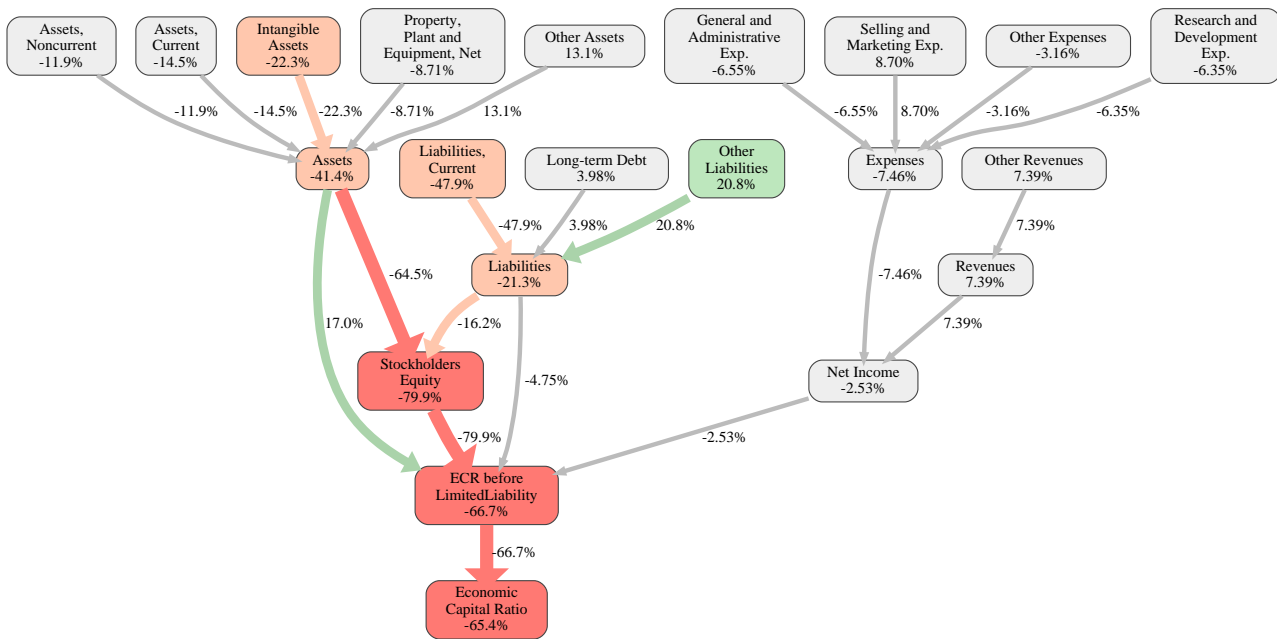 Assets,
Noncurrent
-11.9%
Assets,
Current
-14.5%
Intangible
Assets
-22.3%
Property,
Plant and
Equipment, Net
-8.71%
Other Assets
13.1%
General and
Administrative
Exp.
-6.55%
Selling and
Marketing Exp.
8.70%
Other Expenses
-3.16%
Research and
Development
Exp.
-6.35%
-11.9%
-14.5%
-22.3%
-8.71%
13.1%
-6.55%
8.70%
-3.16%
-6.35%
Assets
-41.4%
Liabilities,
Current
-47.9%
Long-term Debt
3.98%
Other
Liabilities
20.8%
Expenses
-7.46%
Other Revenues
7.39%
-47.9%
3.98%
20.8%
7.39%
-64.5%
Liabilities
-21.3%
-7.46%
Revenues
7.39%
17.0%
-16.2%
7.39%
Stockholders
Equity
-79.9%
-4.75%
Net Income
-2.53%
-79.9%
-2.53%
ECR before
LimitedLiability
-66.7%
-66.7%
Economic
Capital Ratio
-65.4%